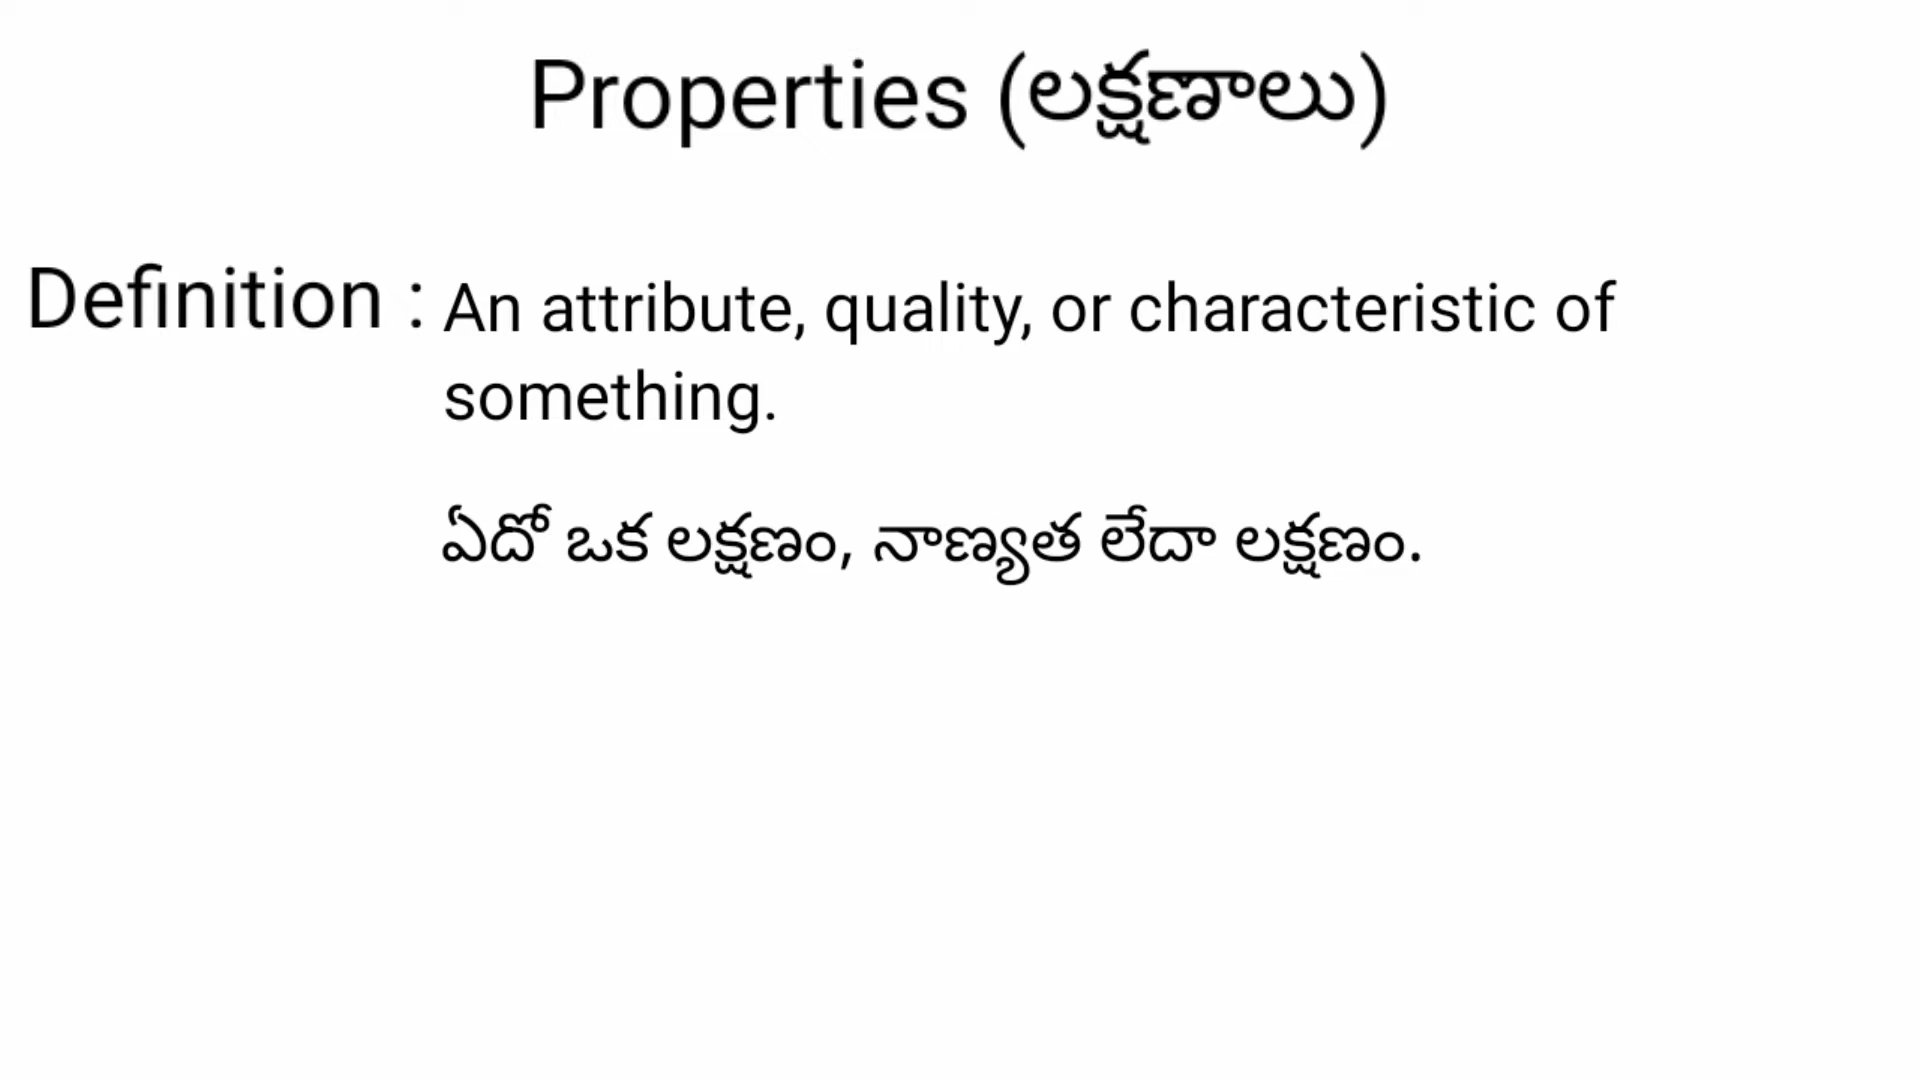 Properties (లక్షణాలు)
Definition : An attribute, quality, or characteristic of
something.
ఏదో ఒక లక్షణం, నాణ్యత లేదా లక్షణం.